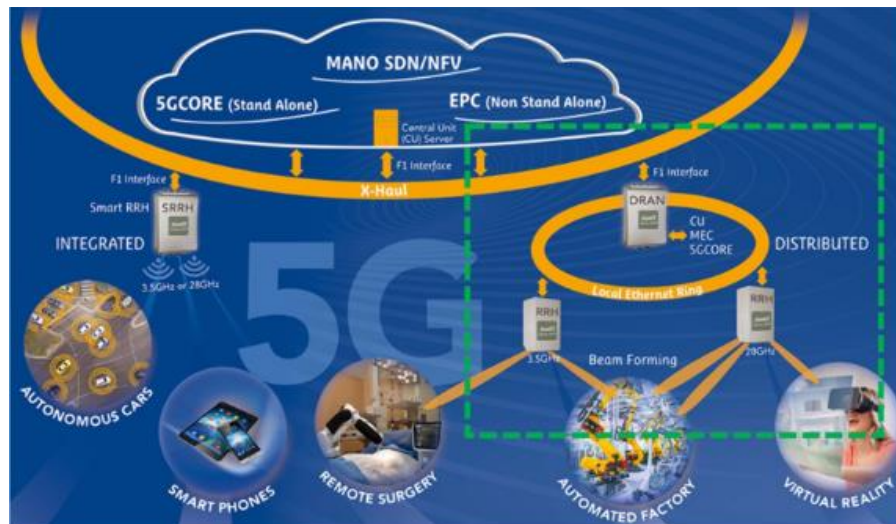 MANO SDN/NFV
5GCORE (Stand Alone)
EPC (Non Stand Alone)
Central Unit
(CU) Server
F1 Interface
X-Haul
F1 Interface
Smart RRH
SRRH
INTEGRATED
3.5GHz or 28GHz
5G
F1 Interface
DRAN
CU
MEC
5GCORE
DISTRIBUTED
Local Ethernet Ring
RRH
3.5GHz
RRH
28GHz
Beam Forming
AUTONOMOUS CARS
SMART PHONES
REMOTE SURGERY
AUTOMATED FACTORY
VIRTUAL REALITY